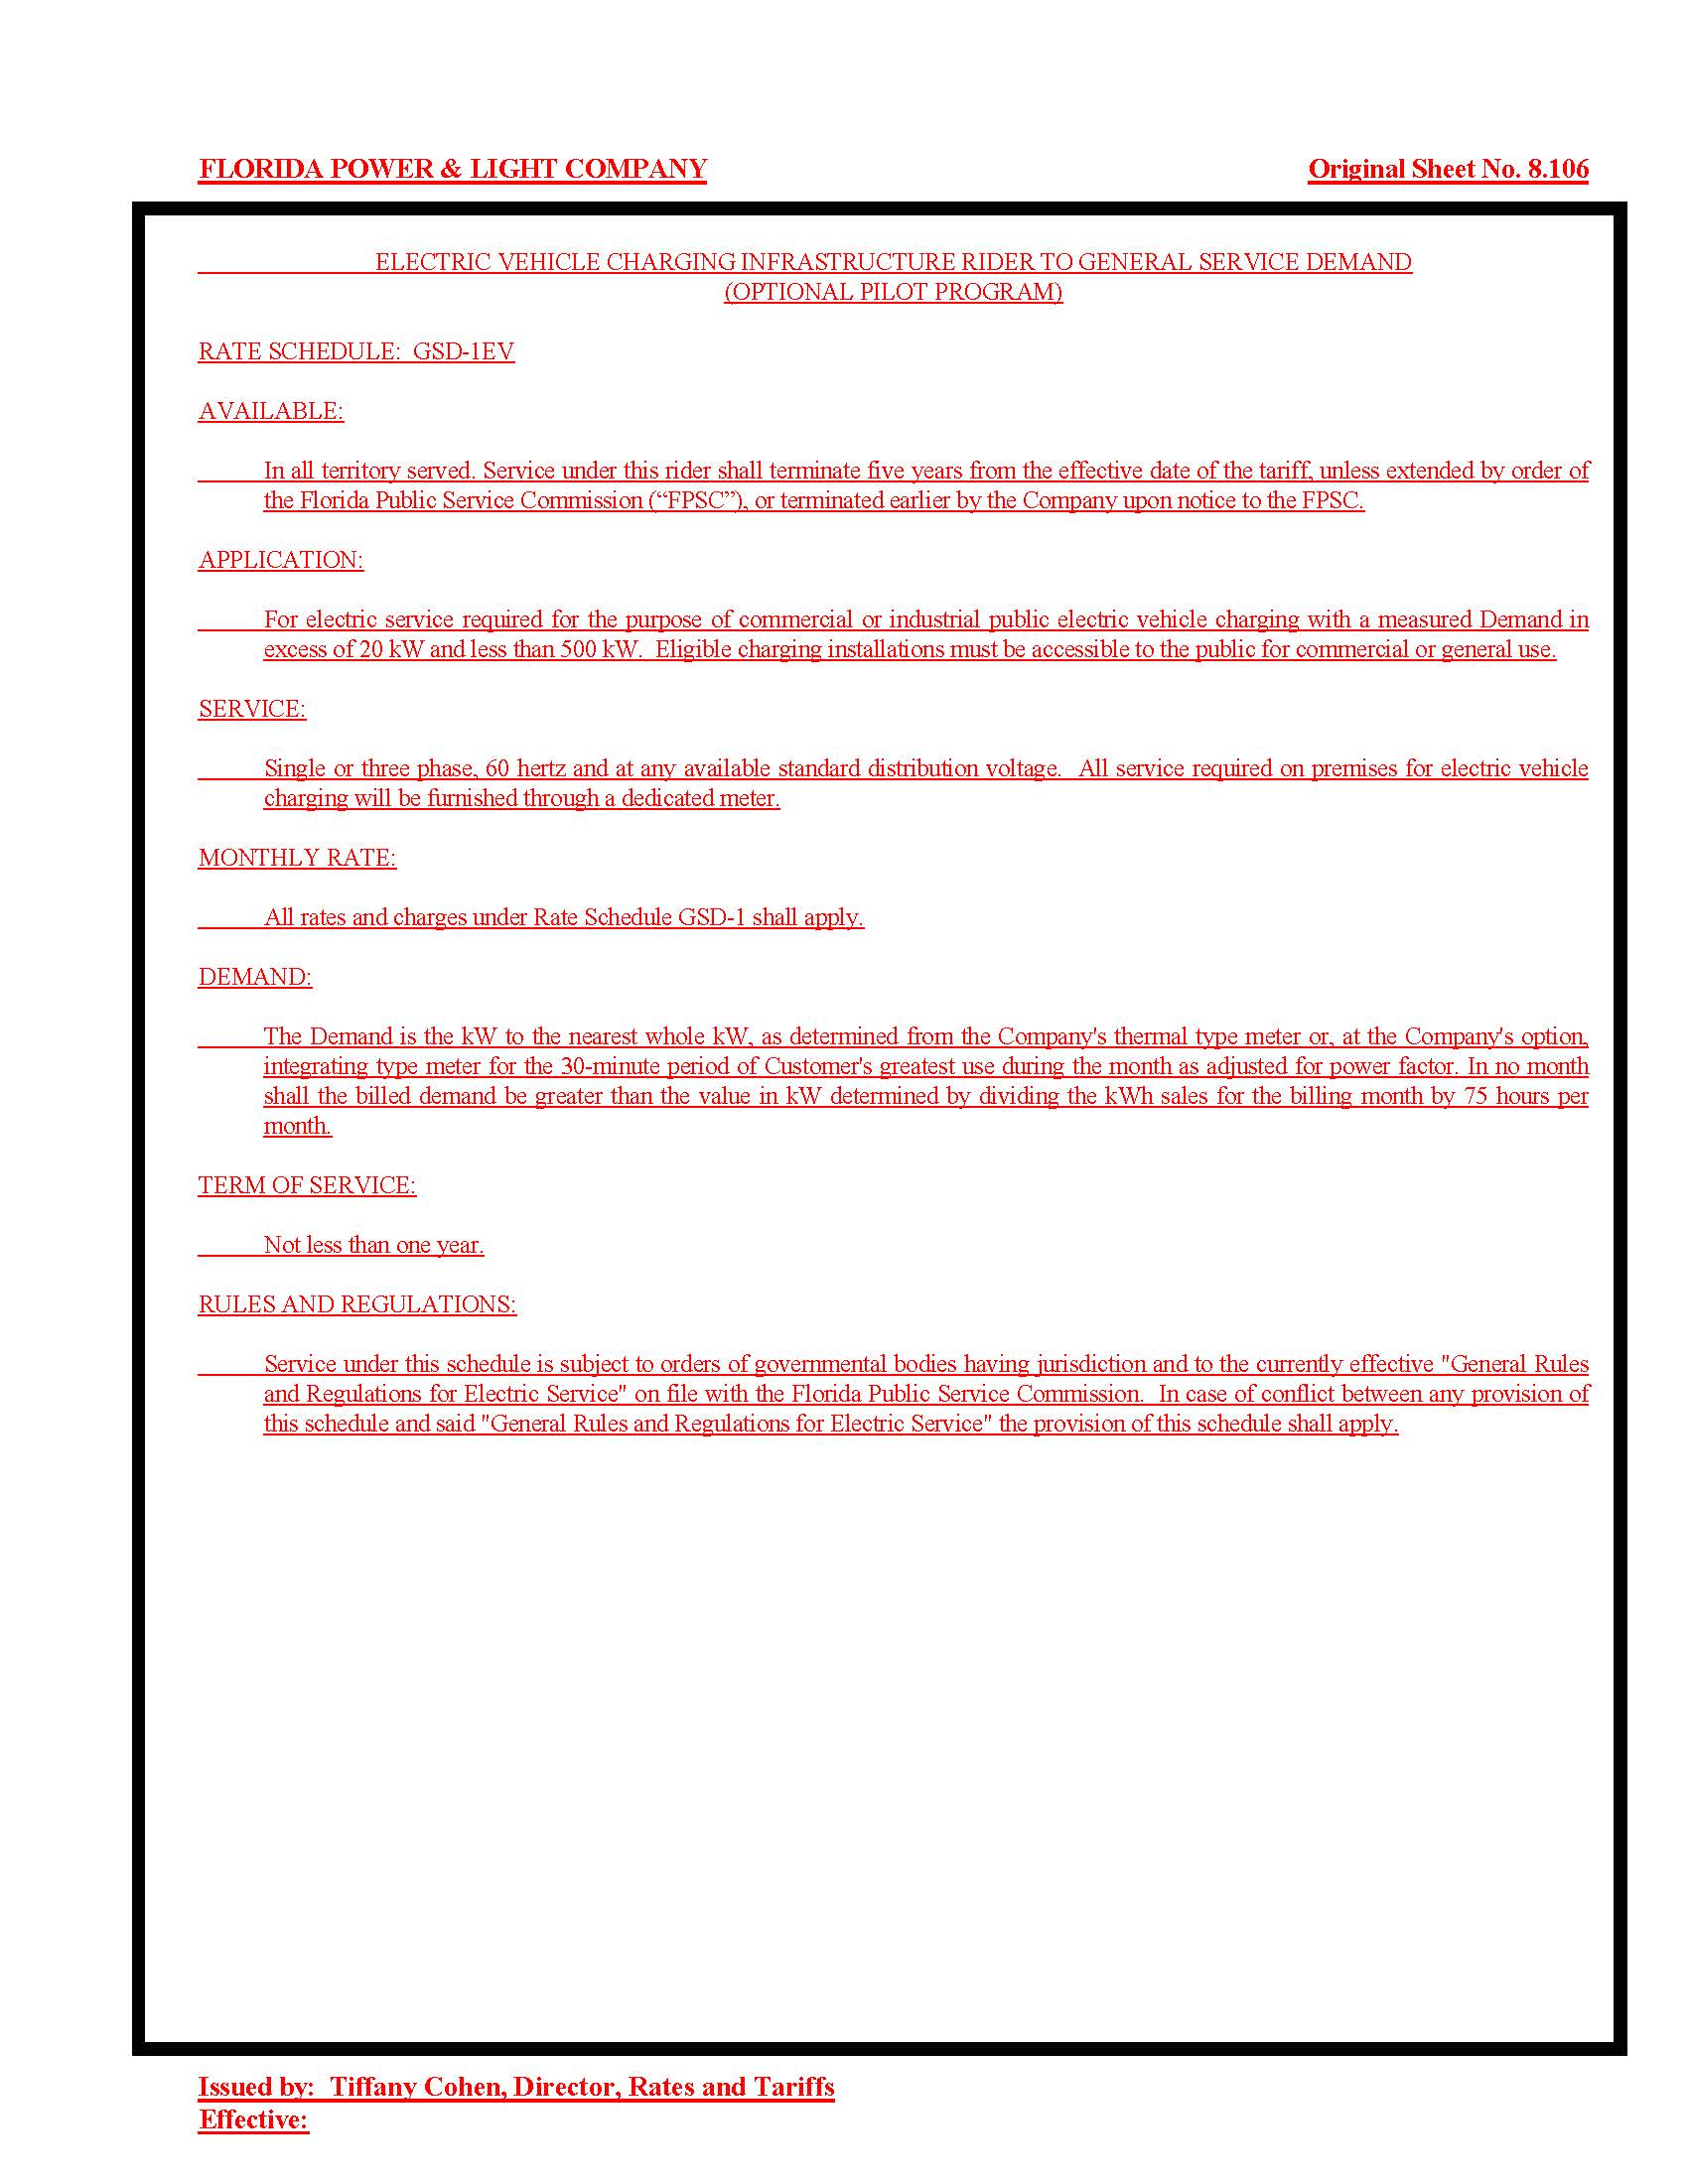 FLORIDA POWER & LIGHT COMPANY Original Sheet No. 8.106
ELECTRIC VEHICLE CHARGING INFRASTRUCTURE RIDER TO GENERAL SERVICE DEMAND
(OPTIONAL PILOT PROGRAM)
RATE SCHEDULE: GSD-1EV
AVAILABLE:
In all territory served. Service under this rider shall terminate five years from the effective date of the tariff, unless extended by order of
the Florida Public Service Commission (“FPSC”), or terminated earlier by the Company upon notice to the FPSC.
APPLICATION:
For electric service required for the purpose of commercial or industrial public electric vehicle charging with a measured Demand in
excess of 20 kW and less than 500 kW. Eligible charging installations must be accessible to the public for commercial or general use.
SERVICE:
Single or three phase, 60 hertz and at any available standard distribution voltage. All service required on premises for electric vehicle
charging will be furnished through a dedicated meter.
MONTHLY RATE:
All rates and charges under Rate Schedule GSD-1 shall apply.
DEMAND:
The Demand is the kW to the nearest whole kW, as determined from the Company's thermal type meter or, at the Company's option,
integrating type meter for the 30-minute period of Customer's greatest use during the month as adjusted for power factor. In no month
shall the billed demand be greater than the value in kW determined by dividing the kWh sales for the billing month by 75 hours per
month.
TERM OF SERVICE:
Not less than one year.
RULES AND REGULATIONS:
Service under this schedule is subject to orders of governmental bodies having jurisdiction and to the currently effective "General Rules
and Regulations for Electric Service" on file with the Florida Public Service Commission. In case of conflict between any provision of
this schedule and said "General Rules and Regulations for Electric Service" the provision of this schedule shall apply.
Issued by: Tiffany Cohen, Director, Rates and Tariffs
Effective: